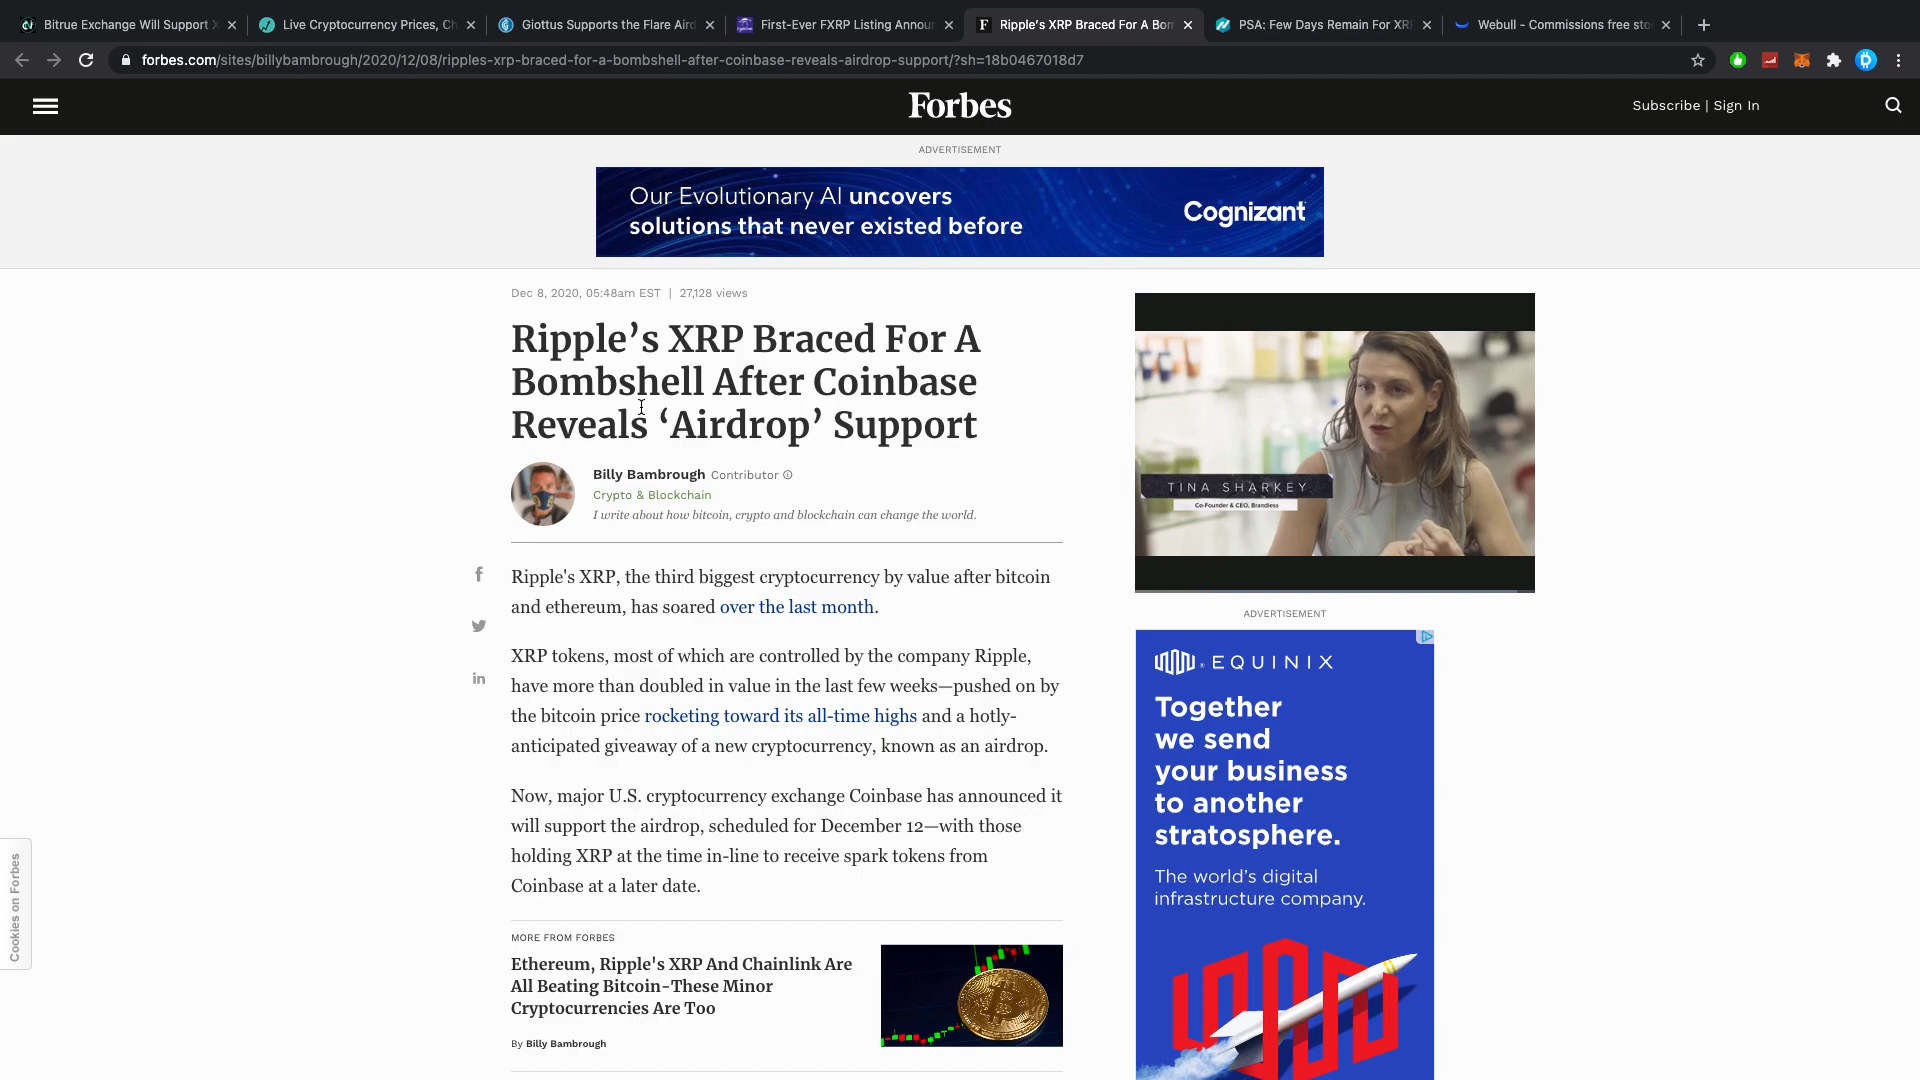 Bitrue Exchange Will Support X
Live Cryptocurrency Prices, Ch
Giottus Supports the Flare Aird
First-Ever FXRP Listing Announ
F Ripple's XRP Braced For A Bom
PSA: Few Days Remain For XRP
Webull - Commissions free sto
forbes.com/sites/billybambrough/2020/12/08/ripples-xrp-braced-for-a-bombshell-after-coinbase-reveals-airdrop-support/?sh=18b0467018d7
Forbes
Subscribe | Sign In
ADVERTISEMENT
Our Evolutionary AI uncovers
solutions that never existed before
Cognizant
Dec 8, 2020, 05:48am EST | 27,128 views
Ripple’s XRP Braced For A
Bombshell After Coinbase
Reveals ‘Airdrop’ Support
Billy Bambrough Contributor
Crypto & Blockchain
I write about how bitcoin, crypto and blockchain can change the world.
Ripple's XRP, the third biggest cryptocurrency by value after bitcoin
and ethereum, has soared over the last month.
XRP tokens, most of which are controlled by the company Ripple,
have more than doubled in value in the last few weeks—pushed on by
the bitcoin price rocketing toward its all-time highs and a hotly-
anticipated giveaway of a new cryptocurrency, known as an airdrop.
Now, major U.S. cryptocurrency exchange Coinbase has announced it
will support the airdrop, scheduled for December 12—with those
holding XRP at the time in-line to receive spark tokens from
Coinbase at a later date.
MORE FROM FORBES
Ethereum, Ripple's XRP And Chainlink Are
All Beating Bitcoin-These Minor
Cryptocurrencies Are Too
By Billy Bambrough
TINA SHARKEY
Co-Founder & CEO, Brandless
ADVERTISEMENT
EQUINIX
Together
we send
your business
to another
stratosphere.
The world's digital
infrastructure company.
Cookies on Forbes